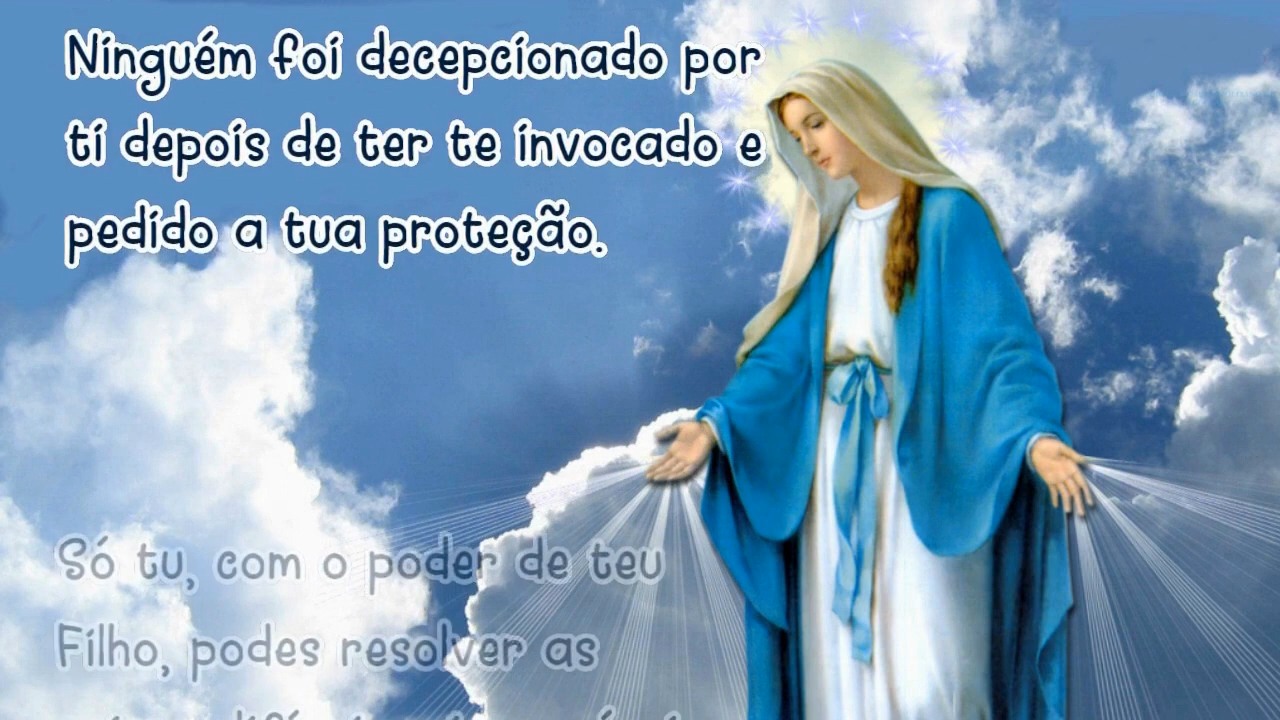 Ninguém foi decepcionado por
ti depois de ter te invocado e
pedido a tua proteção.
Só tu, com o poder de teu
Filho, podes resolver as